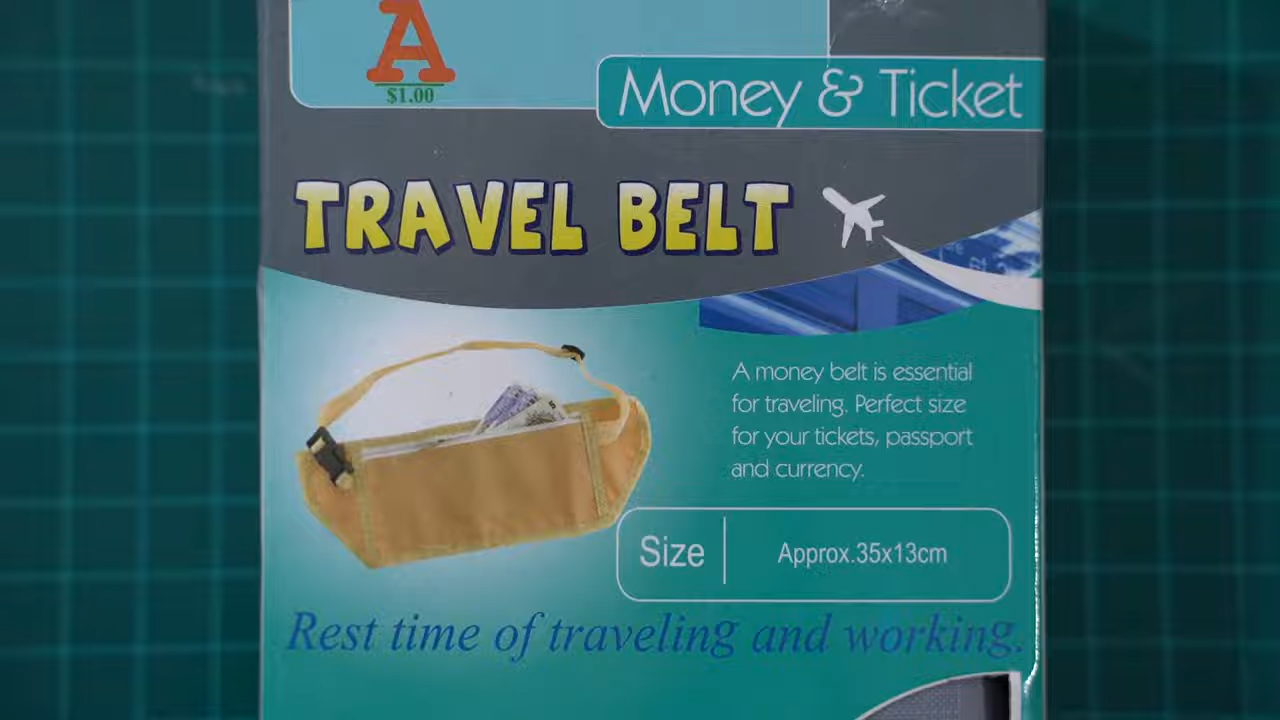 A
$1.00
Money & Ticket
TRAVEL BELT
A money belt is essential
for traveling. Perfect size
for your tickets, passport
and currency.
Size
Approx.35x13cm
Rest time of traveling and working.